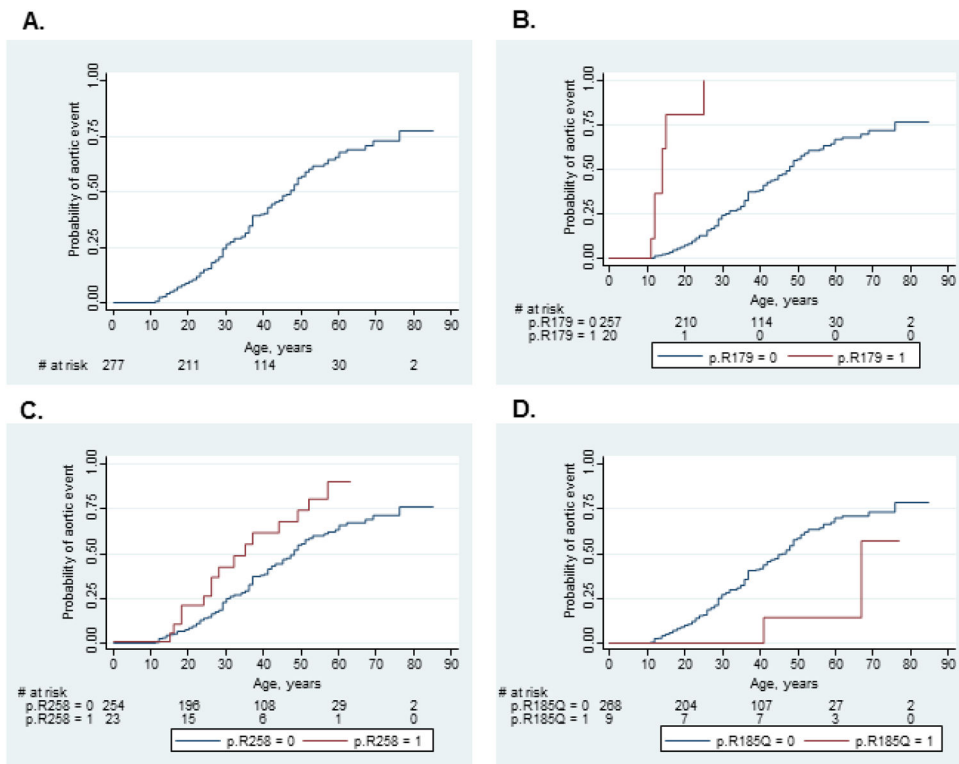 A.
Probability of aortic event
1.00
0.75
0.50
0.25
0.00
0 10 20 30 40 50 60 70 80 90
Age, years
# at risk 277 211 114 30 2
B.
Probability of aortic event
1.00
0.75
0.50
0.25
0.00
0 10 20 30 40 50 60 70 80 90
Age, years
# at risk
p.R179 = 0 257 210 114 30 2
p.R179 = 1 20 1 0 0 0
p.R179 = 0 p.R179 = 1
C.
Probability of aortic event
1.00
0.75
0.50
0.25
0.00
0 10 20 30 40 50 60 70 80 90
Age, years
# at risk
p.R258 = 0 254 196 108 29 2
p.R258 = 1 23 15 6 1 0
p.R258 = 0 p.R258 = 1
D.
Probability of aortic event
1.00
0.75
0.50
0.25
0.00
0 10 20 30 40 50 60 70 80 90
Age, years
# at risk
p.R185Q = 0 268 204 107 27 2
p.R185Q = 1 9 7 7 3 0
p.R185Q = 0 p.R185Q = 1